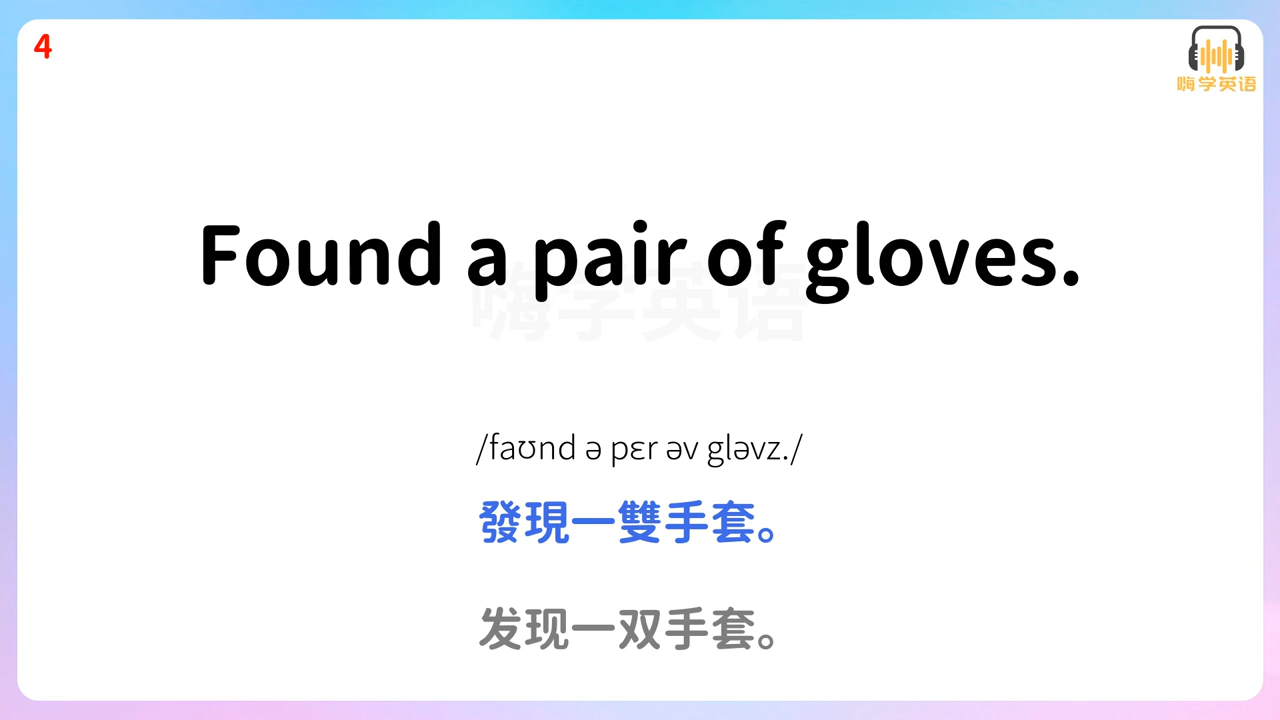 4
嗨学英语
Found a pair of gloves.
嗨学英语
/faʊnd ə pɛr əv gləvz./
發現一雙手套。
发现一双手套。